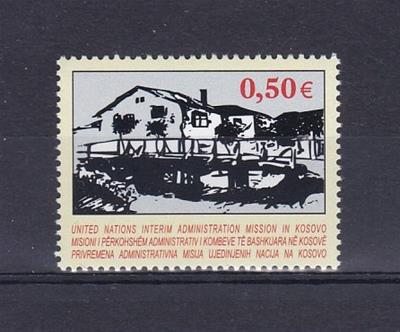 0,50€
UNITED NATIONS INTERIM ADMINISTRATION MISSION IN KOSOVO
MISIONI I PËRKOHSHËM ADMINISTRATIV I KOMBEVE TË BASHKUARA NË KOSOVË
PRIVREMENA ADMINISTRATIVNA MISIJA UJEDINJENIH NACIJA NA KOSOVO